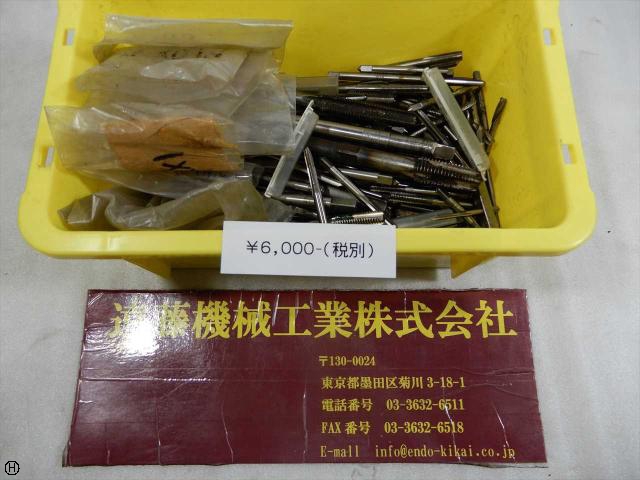 14
¥6,000-(税別)
遠藤機械工業株式会社
〒130-0024
東京都墨田区菊川 3-18-1
電話番号 03-3632-6511
FAX番号 03-3632-6518
E-mall info@endo-kikai.co.jp
H